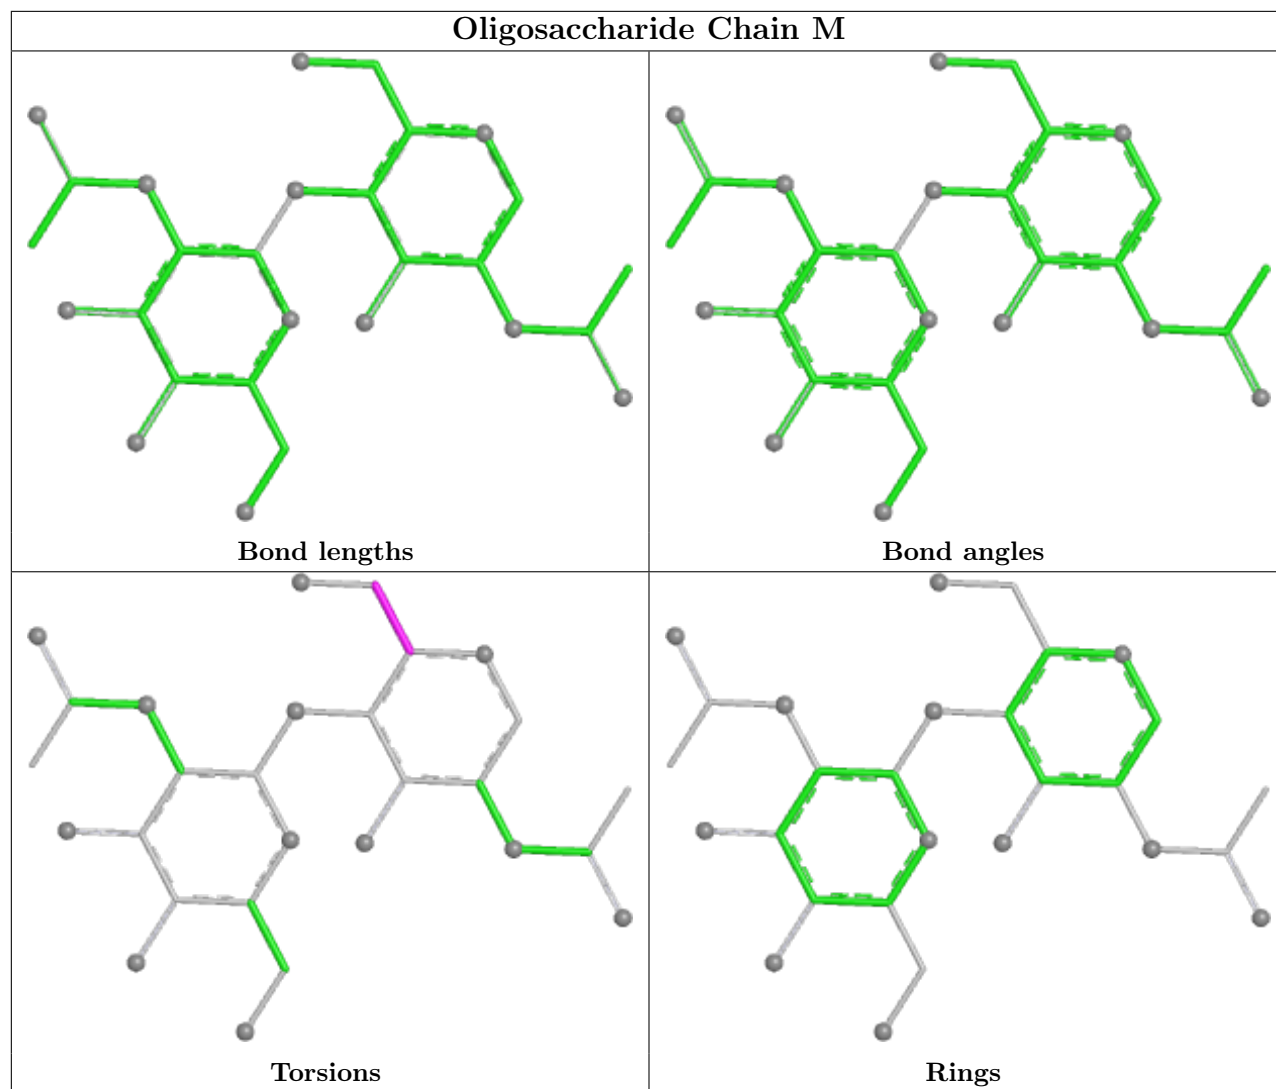 Oligosaccharide Chain M
Bond lengths
Bond angles
Torsions
Rings